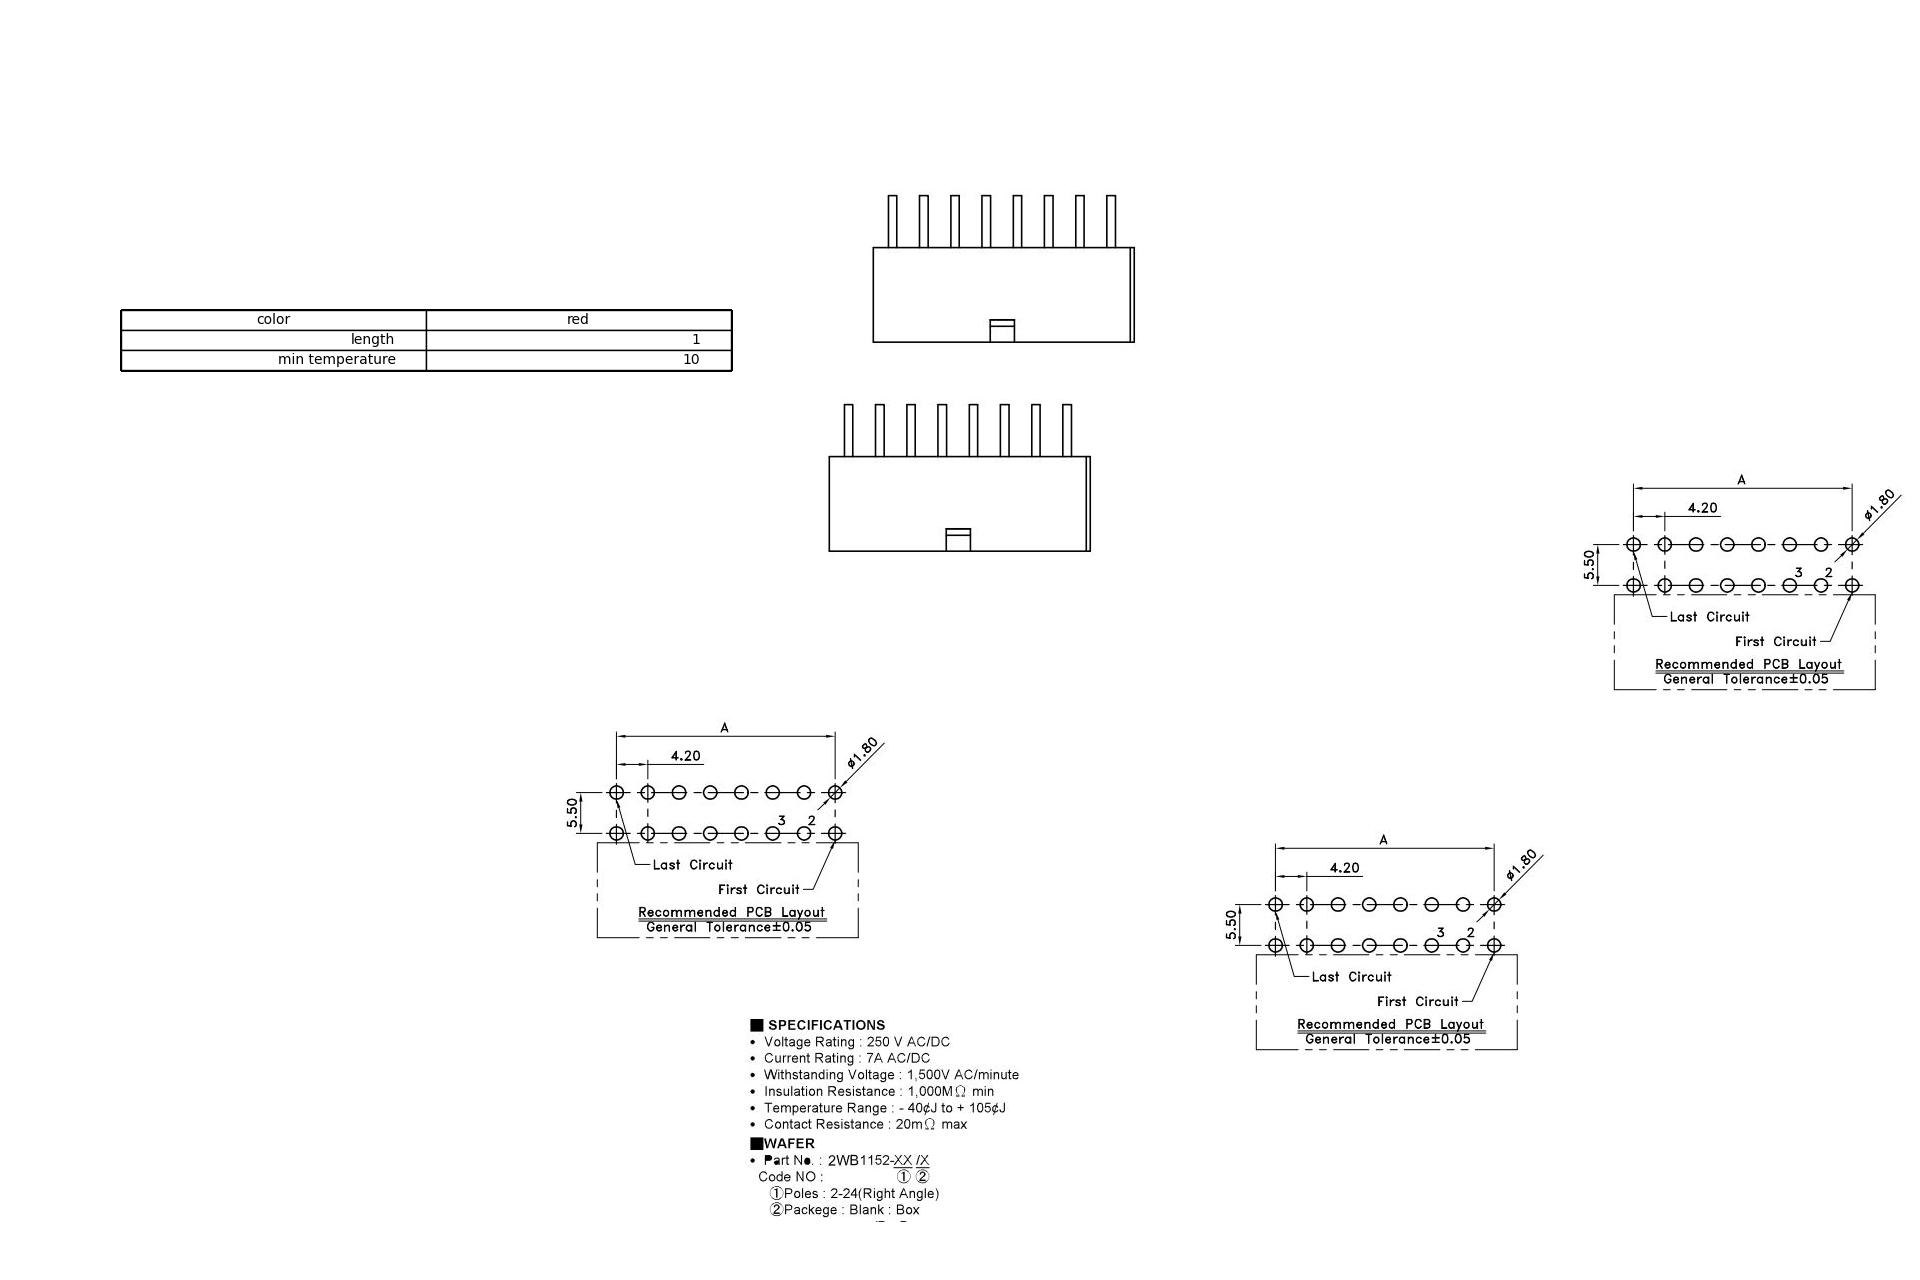 color red
length 1
min temperature 10
A
4.20
ø1.80
5.50
3 2
Last Circuit
First Circuit
Recommended PCB Layout
General Tolerance±0.05
A
4.20
ø1.80
5.50
3 2
Last Circuit
First Circuit
Recommended PCB Layout
General Tolerance±0.05
A
4.20
ø1.80
5.50
3 2
Last Circuit
First Circuit
Recommended PCB Layout
General Tolerance±0.05
■ SPECIFICATIONS
• Voltage Rating : 250 V AC/DC
• Current Rating : 7A AC/DC
• Withstanding Voltage : 1,500V AC/minute
• Insulation Resistance : 1,000MΩ min
• Temperature Range : - 40¢J to + 105¢J
• Contact Resistance : 20mΩ max
■WAFER
• Part No. : 2WB1152-XX /X
Code NO : ① ②
①Poles : 2-24(Right Angle)
②Packege : Blank : Box